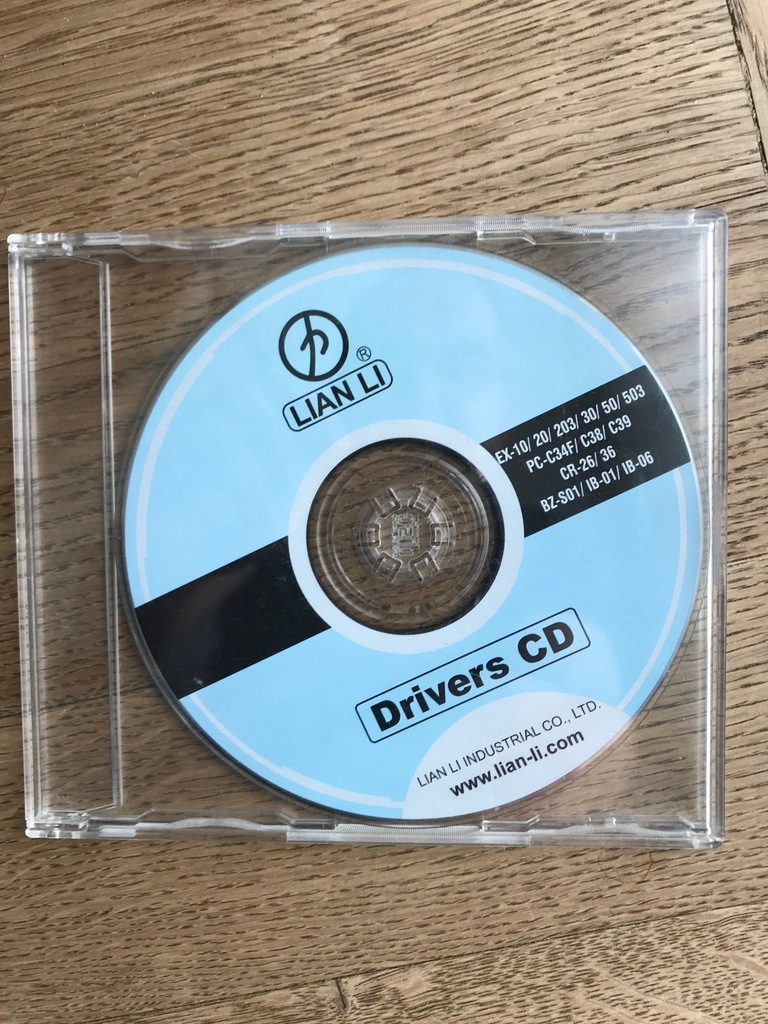 ®
LIAN LI
EX-10/ 20/ 203/ 30/ 50/ 503
PC-C34F/ C38/ C39
CR-26/ 36
BZ-S01/ IB-01/ IB-06
Drivers CD
LIAN LI INDUSTRIAL CO., LTD.
www.lian-li.com